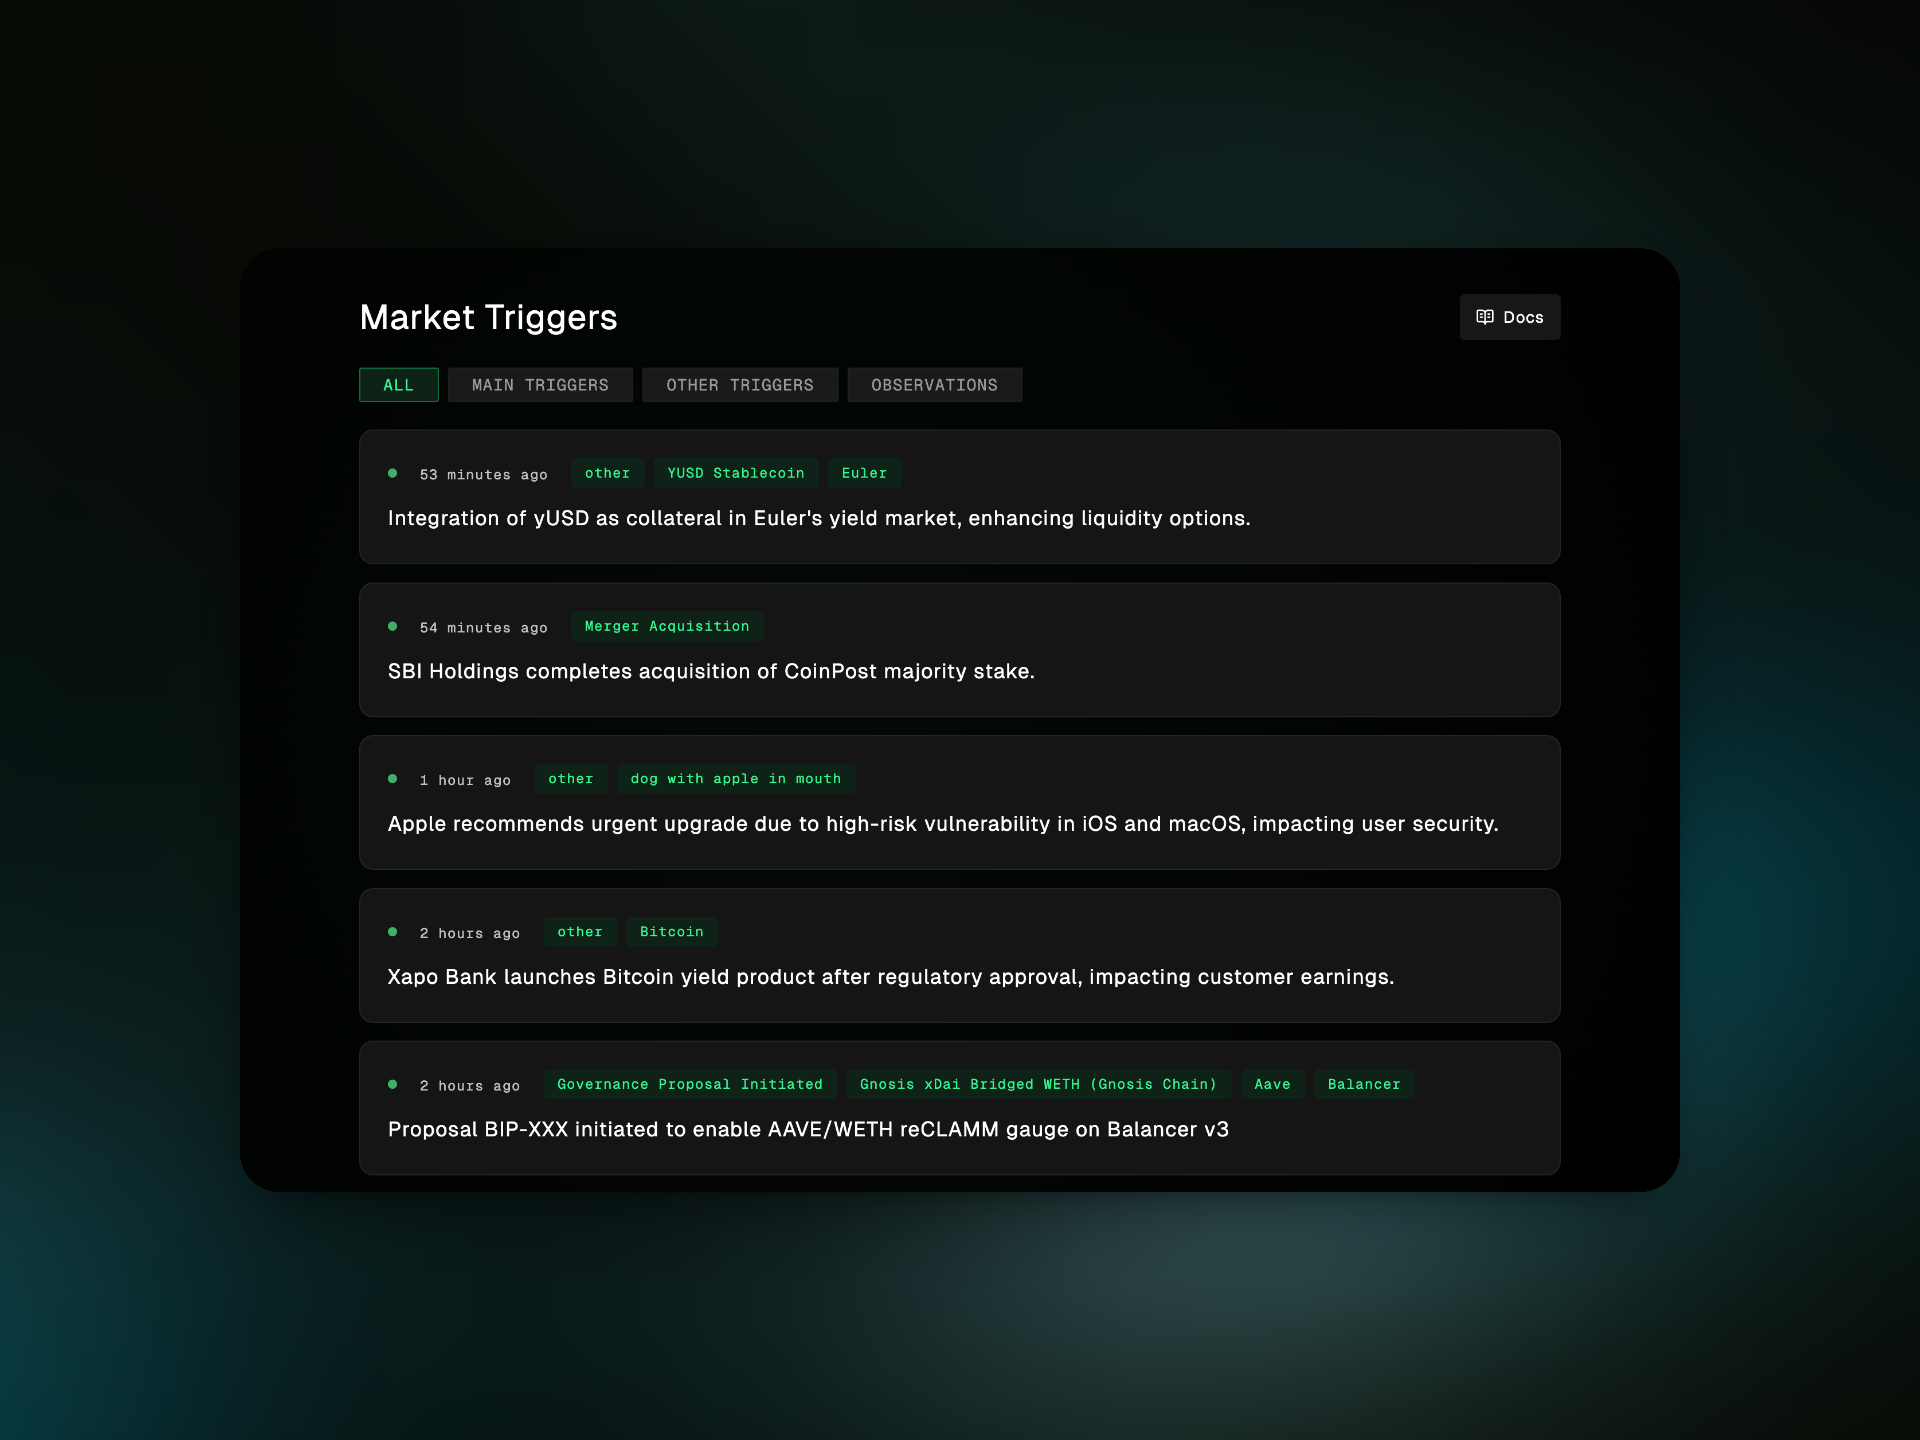 Market Triggers
Docs
ALL MAIN TRIGGERS OTHER TRIGGERS OBSERVATIONS
53 minutes ago other YUSD Stablecoin Euler
Integration of yUSD as collateral in Euler's yield market, enhancing liquidity options.
54 minutes ago Merger Acquisition
SBI Holdings completes acquisition of CoinPost majority stake.
1 hour ago other dog with apple in mouth
Apple recommends urgent upgrade due to high-risk vulnerability in iOS and macOS, impacting user security.
2 hours ago other Bitcoin
Xapo Bank launches Bitcoin yield product after regulatory approval, impacting customer earnings.
2 hours ago Governance Proposal Initiated Gnosis xDai Bridged WETH (Gnosis Chain) Aave Balancer
Proposal BIP-XXX initiated to enable AAVE/WETH reCLAMM gauge on Balancer v3